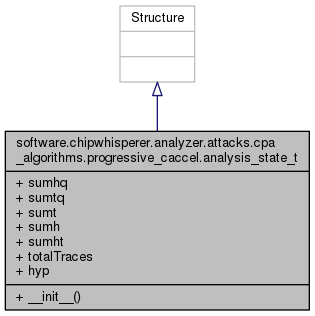 Structure
software.chipwhisperer.analyzer.attacks.cpa
_algorithms.progressive_caccel.analysis_state_t
+ sumhq
+ sumtq
+ sumt
+ sumh
+ sumht
+ totalTraces
+ hyp
+ __init__()